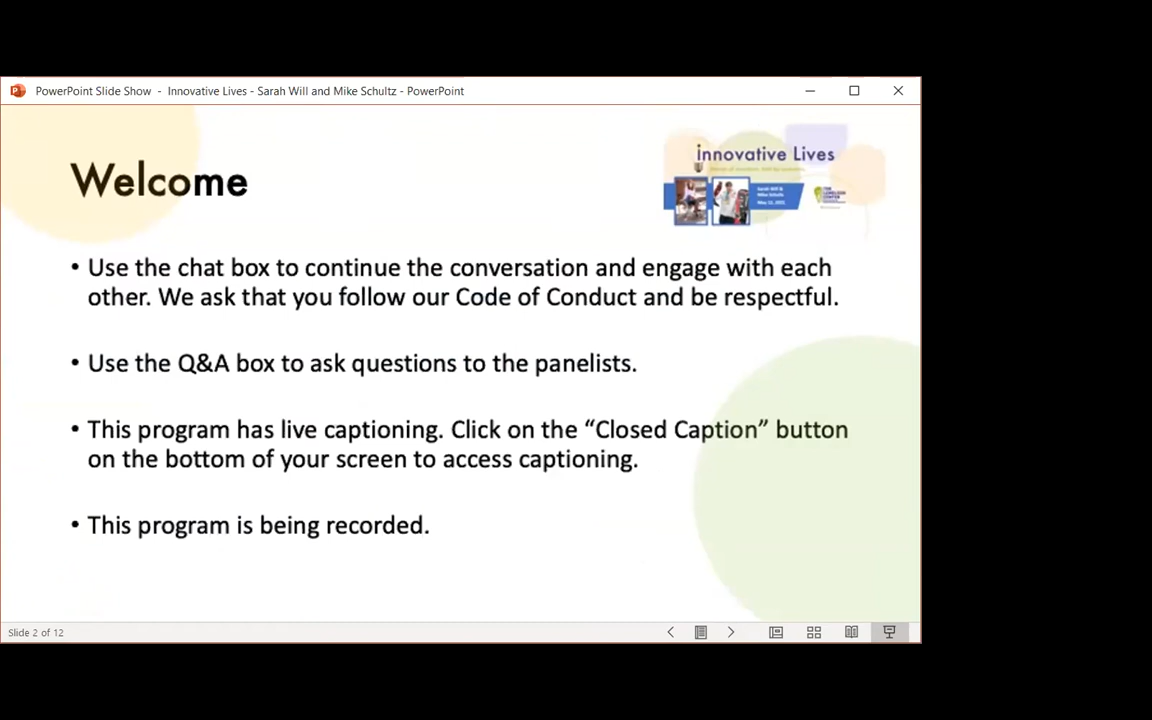 PowerPoint Slide Show - Innovative Lives - Sarah Will and Mike Schultz - PowerPoint
Welcome
innovative Lives
Sarah Will &
Mike Schultz
• Use the chat box to continue the conversation and engage with each
other. We ask that you follow our Code of Conduct and be respectful.
• Use the Q&A box to ask questions to the panelists.
• This program has live captioning. Click on the “Closed Caption” button
on the bottom of your screen to access captioning.
• This program is being recorded.
Slide 2 of 12